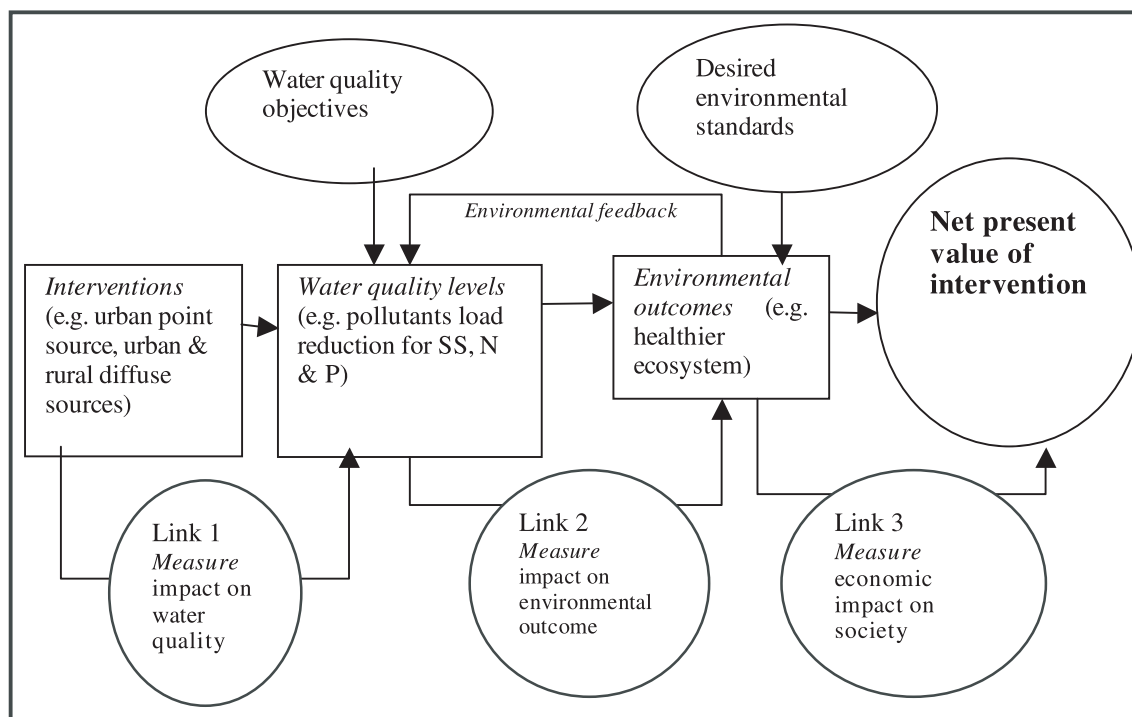 Water quality
objectives
Desired
environmental
standards
Environmental feedback
Net present
value of
intervention
Interventions
(e.g. urban point
source, urban &
rural diffuse
sources)
Water quality levels
(e.g. pollutants load
reduction for SS, N
& P)
Environmental
outcomes (e.g.
healthier
ecosystem)
Link 1
Measure
impact on
water
quality
Link 2
Measure
impact on
environmental
outcome
Link 3
Measure
economic
impact on
society